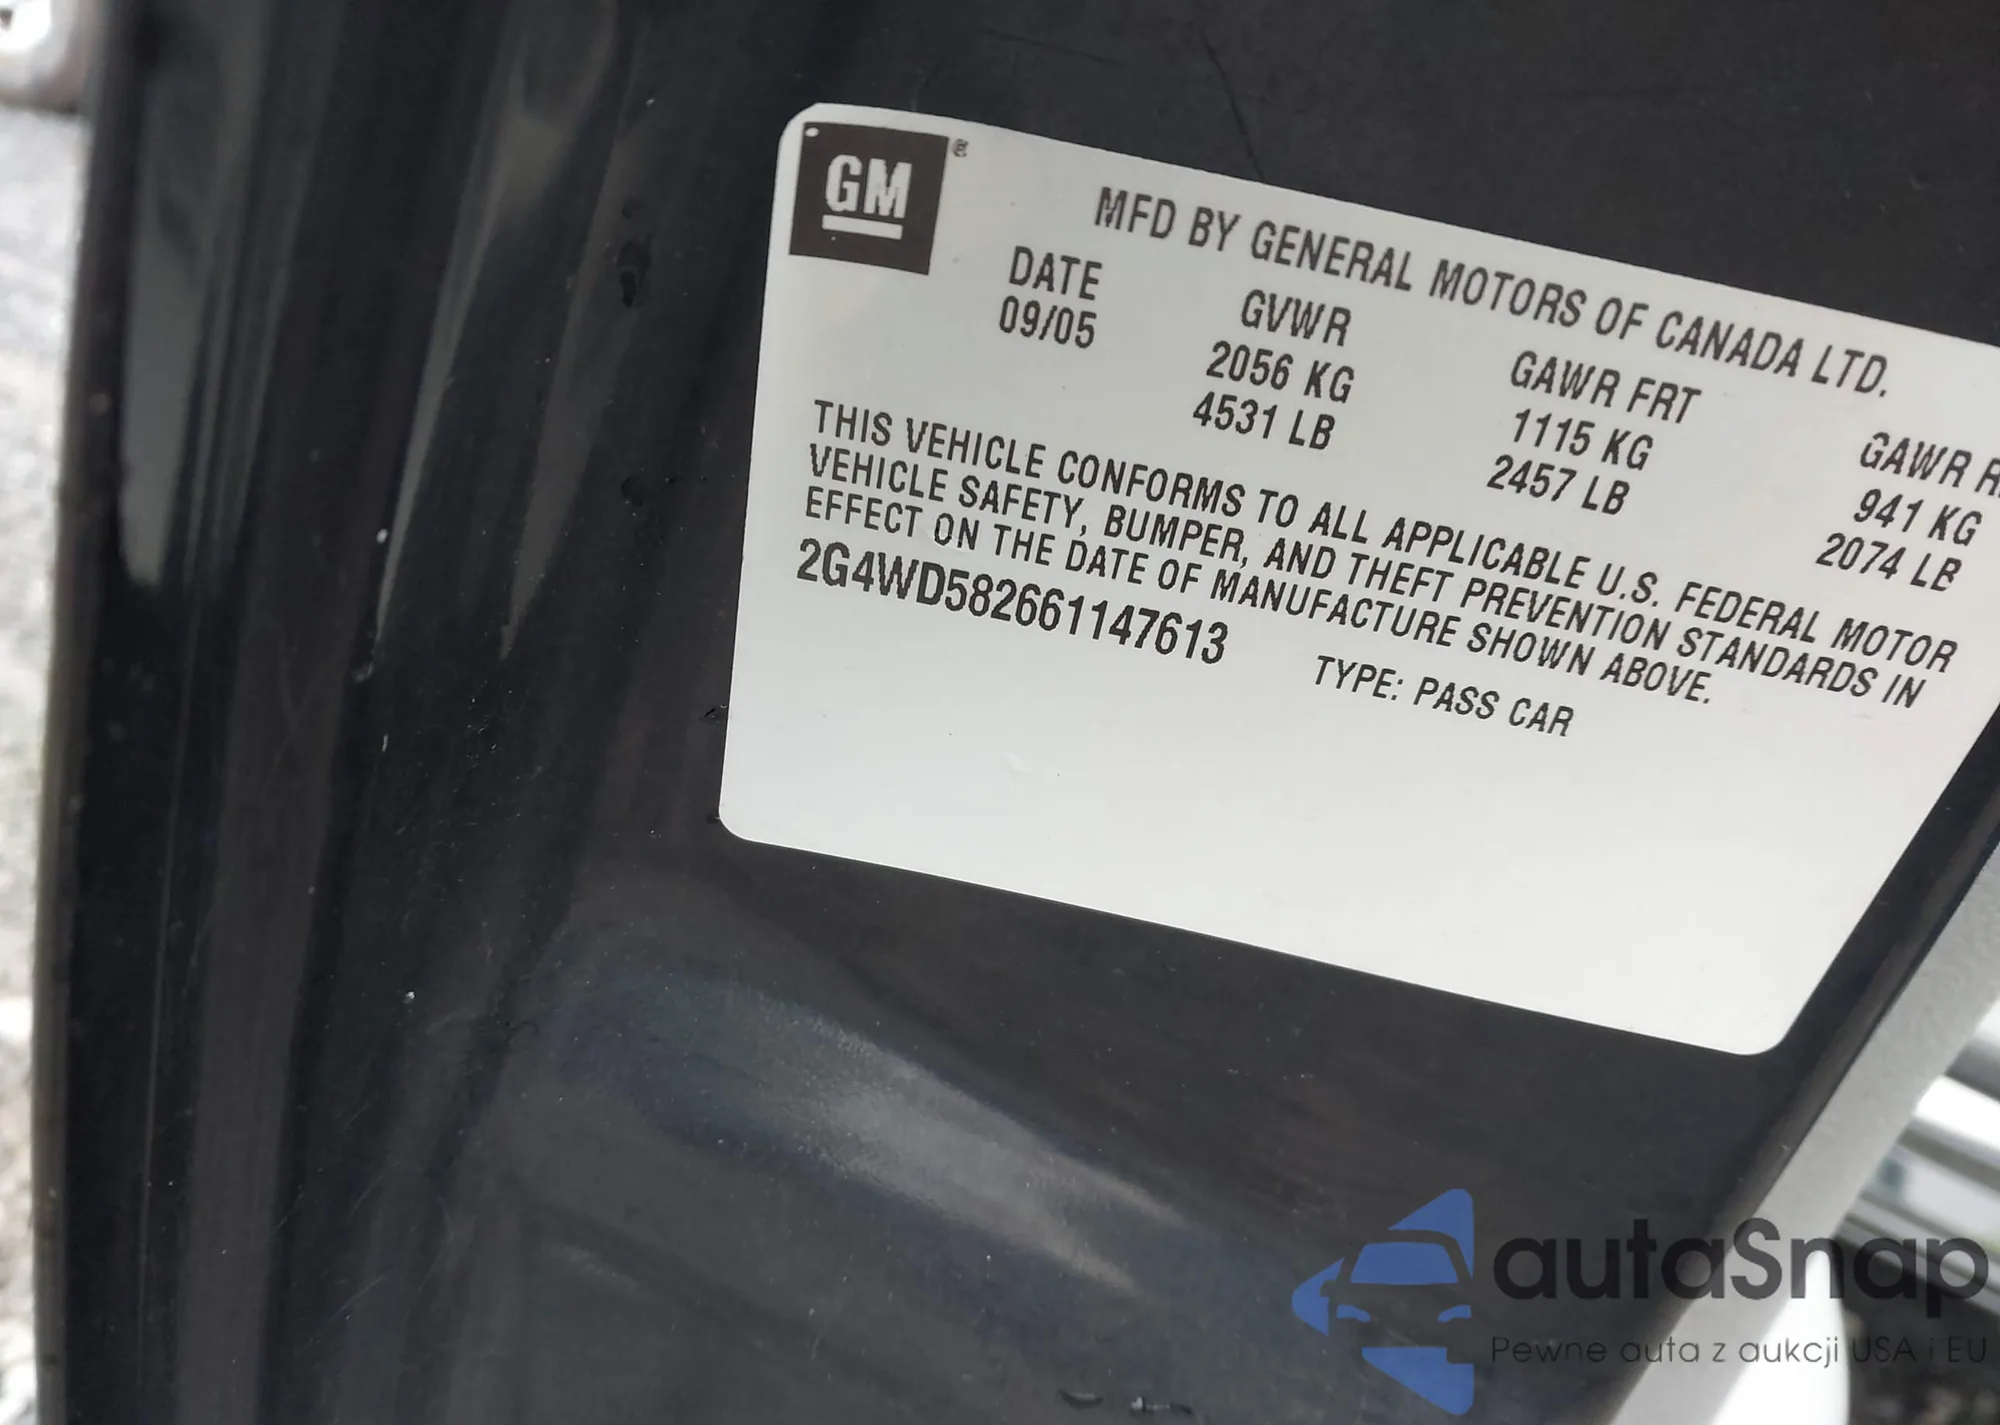 GM ®
MFD BY GENERAL MOTORS OF CANADA LTD.
DATE GVWR GAWR FRT GAWR R
09/05 2056 KG 1115 KG 941 KG
4531 LB 2457 LB 2074 LB
THIS VEHICLE CONFORMS TO ALL APPLICABLE U.S. FEDERAL MOTOR
VEHICLE SAFETY, BUMPER, AND THEFT PREVENTION STANDARDS IN
EFFECT ON THE DATE OF MANUFACTURE SHOWN ABOVE.
2G4WD582661147613 TYPE: PASS CAR
autaSnap
Pewne auta z aukcji USA i EU